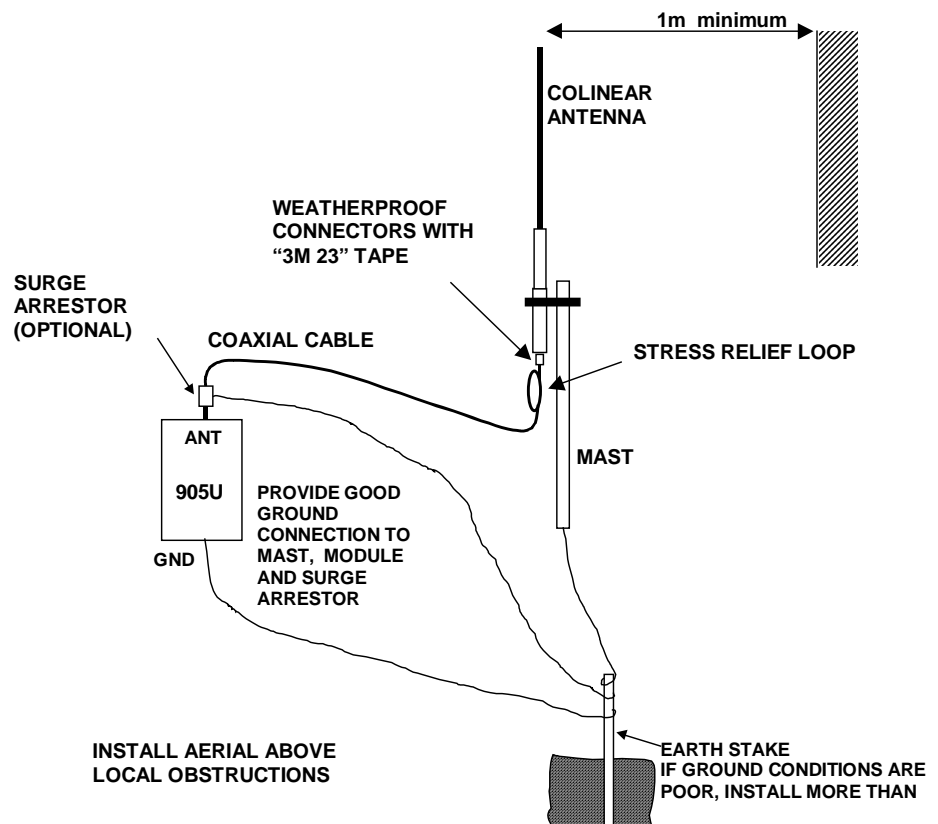 1m  minimum
COLINEAR
ANTENNA
WEATHERPROOF
CONNECTORS WITH
“3M 23” TAPE
SURGE
ARRESTOR
(OPTIONAL)
COAXIAL CABLE
STRESS RELIEF LOOP
ANT
MAST
905U
PROVIDE GOOD
GROUND
CONNECTION TO
MAST,  MODULE
AND SURGE
ARRESTOR
GND
INSTALL AERIAL ABOVE
LOCAL OBSTRUCTIONS
EARTH STAKE
IF GROUND CONDITIONS ARE
POOR, INSTALL MORE THAN